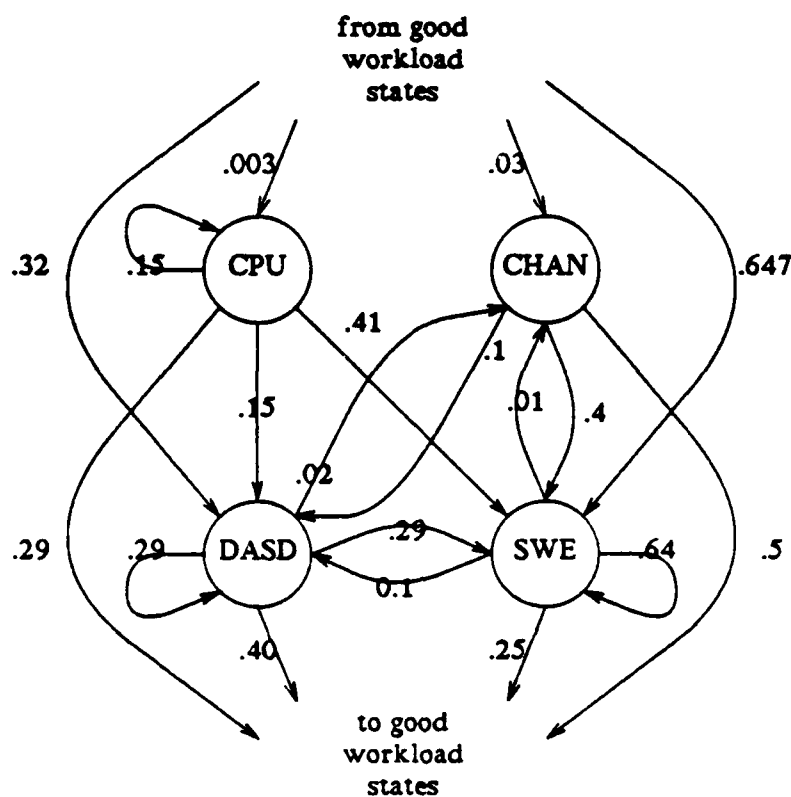 from good
workload
states
.003
.03
.32
.15
CPU
CHAN
.647
.41
.1
.15
.01
.4
.02
.29
.29
.29
DASD
SWE
.64
.5
0.1
.40
.25
to good
workload
states